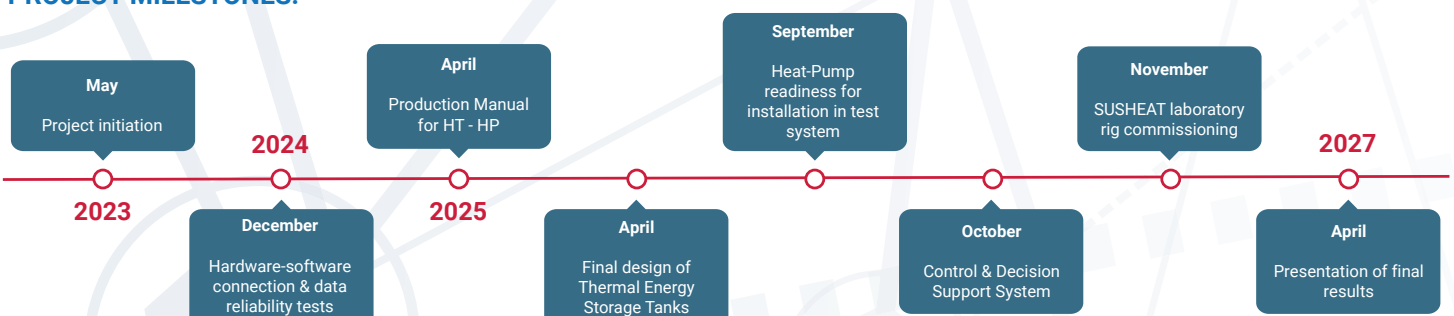 PROJECT MILESTONES:
May
Project initiation
2023
2024
December
Hardware-software
connection & data
reliability tests
April
Production Manual
for HT - HP
2025
April
Final design of
Thermal Energy
Storage Tanks
September
Heat-Pump
readiness for
installation in test
system
October
Control & Decision
Support System
November
SUSHEAT laboratory
rig commissioning
2027
April
Presentation of final
results